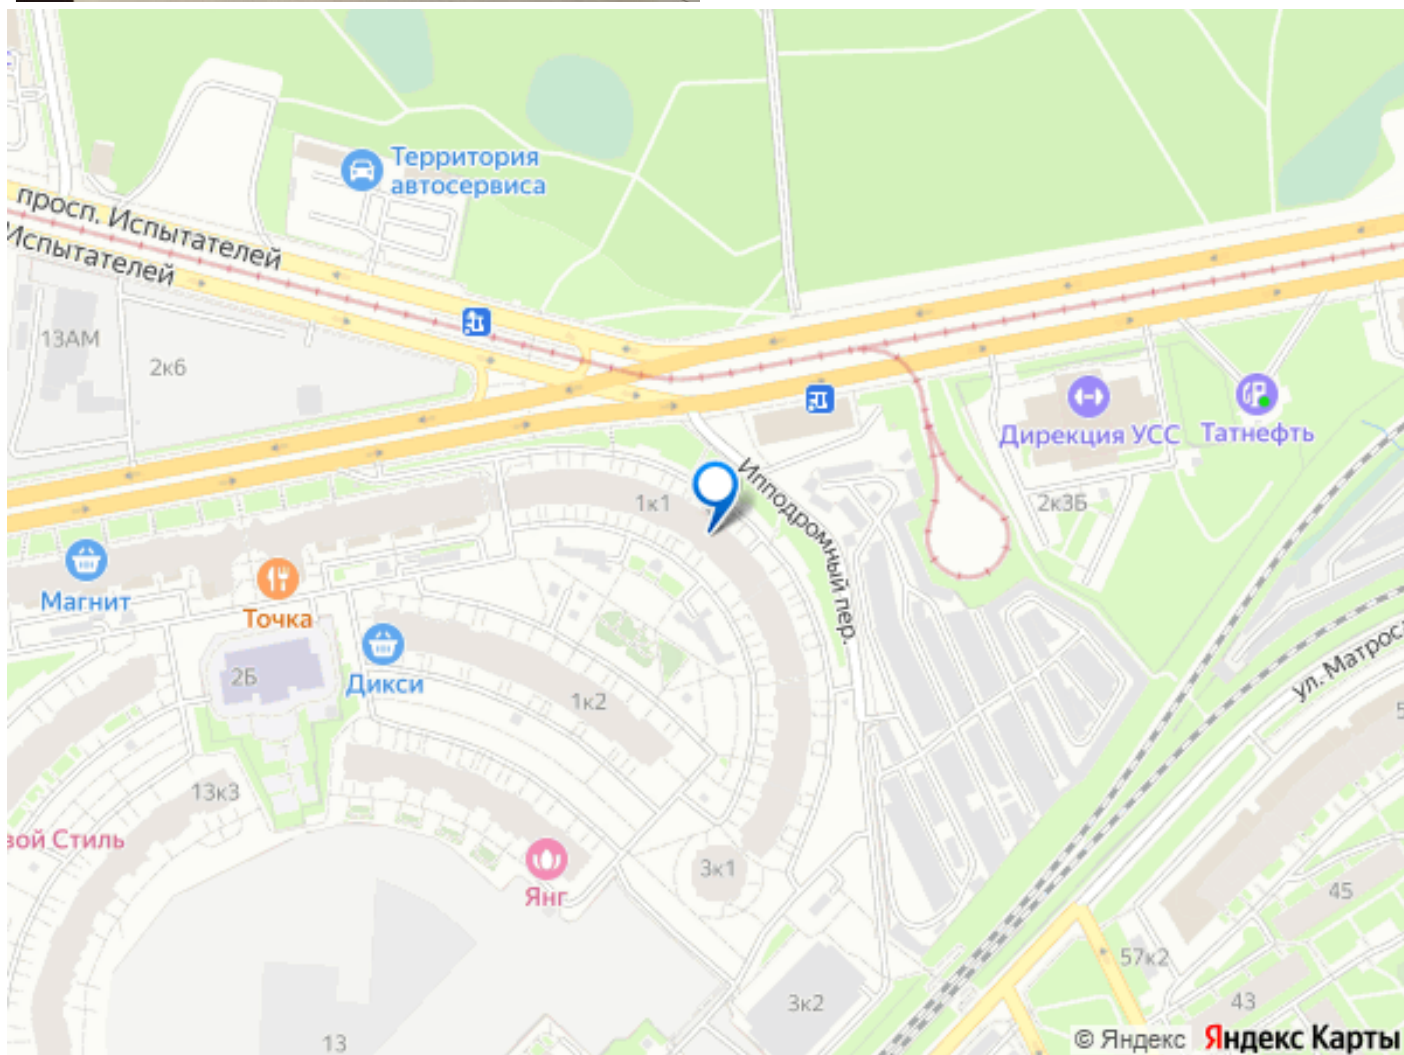 Территория
автосервиса
просп. Испытателей
Испытателей
13АМ
2к6
Дирекция УСС
Татнефть
2к3Б
Ипподромный пер.
1к1
Магнит
Точка
2Б
Дикси
1к2
ул. Матрос
13к3
вой Стиль
Янг
3к1
45
57к2
43
3к2
13
© Яндекс Яндекс Карты